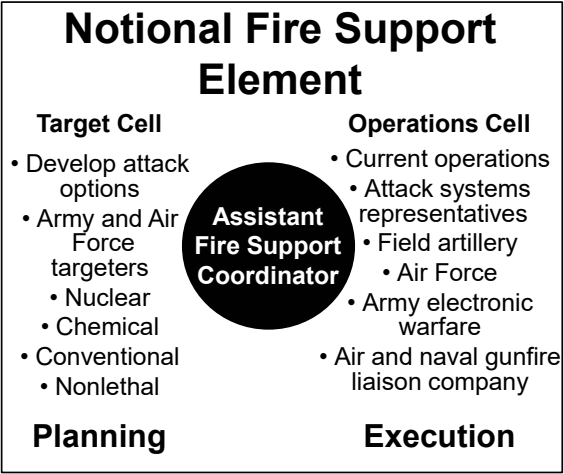 Notional Fire Support
Element
Target Cell
• Develop attack
options
• Army and Air
Force
targeters
• Nuclear
• Chemical
• Conventional
• Nonlethal
Planning
Assistant
Fire Support
Coordinator
Operations Cell
• Current operations
• Attack systems
representatives
• Field artillery
• Air Force
• Army electronic
warfare
• Air and naval gunfire
liaison company
Execution